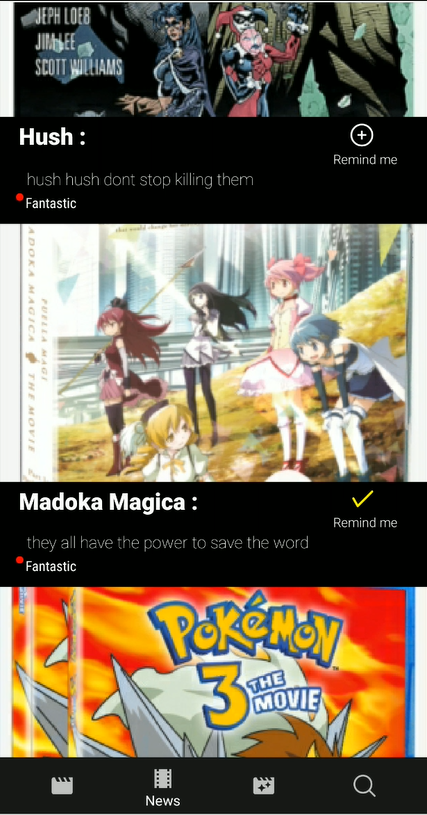 JEPH LOEB
JIM LEE
SCOTT WILLIAMS
Hush :
Remind me
hush hush dont stop killing them
Fantastic
ADOKA MAGICA THE MOVIE
PUELLA MAGI
Madoka Magica :
Remind me
they all have the power to save the word
Fantastic
POKéMON
3 THE
MOVIE
News